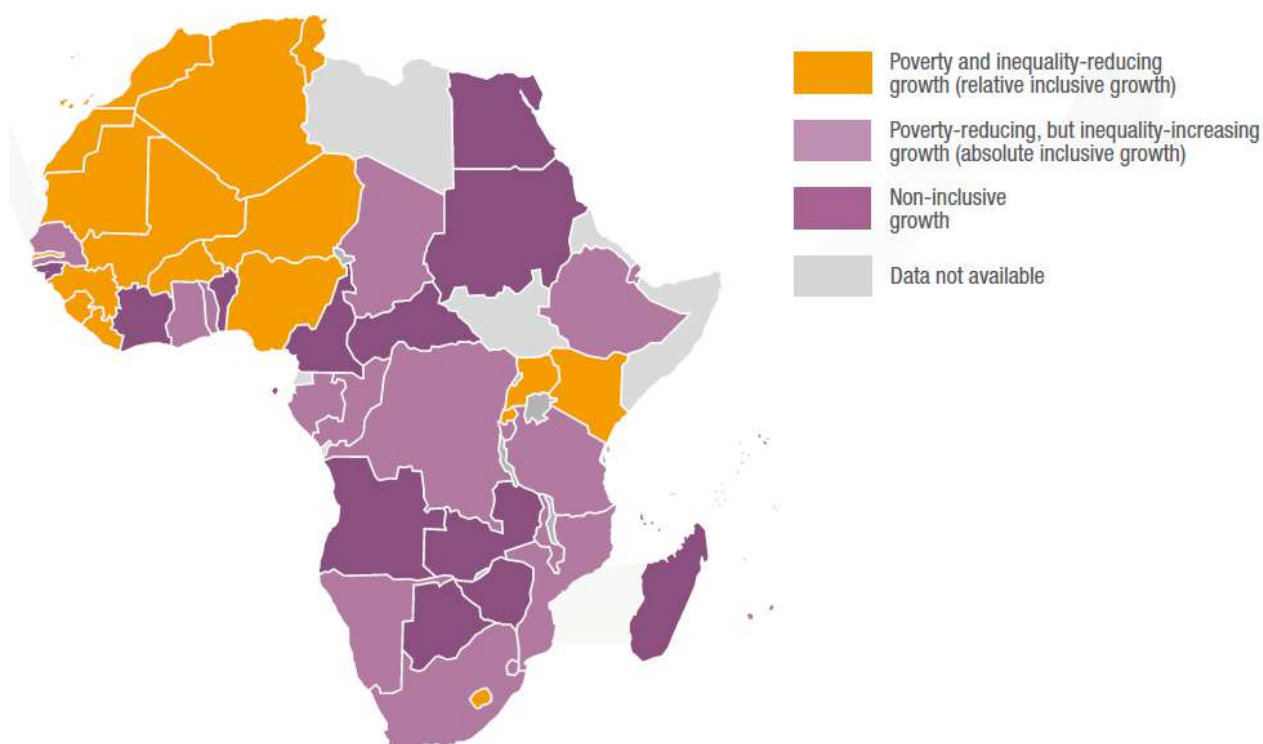 Poverty and inequality-reducing
growth (relative inclusive growth)
Poverty-reducing, but inequality-increasing
growth (absolute inclusive growth)
Non-inclusive
growth
Data not available